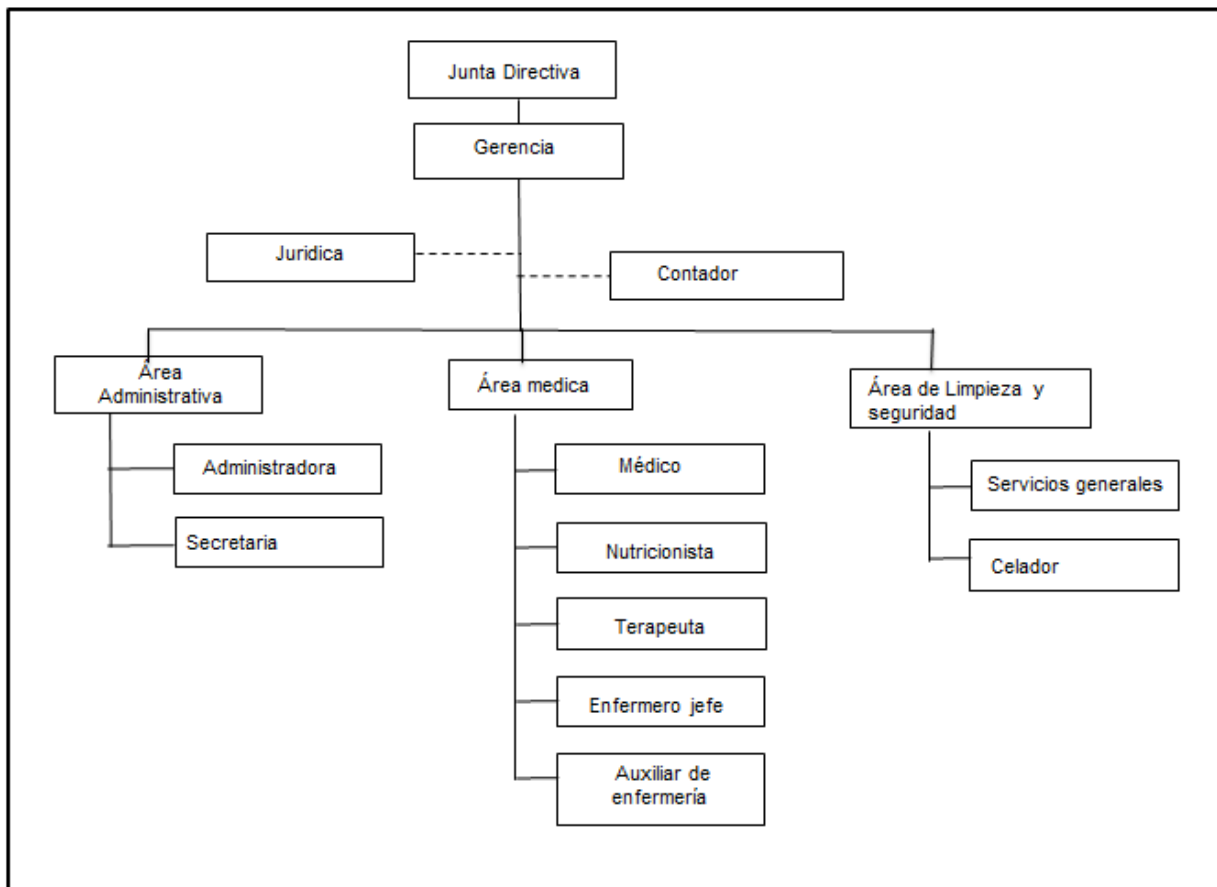 Junta Directiva
Gerencia
Juridica
Contador
Área
Administrativa
Administradora
Secretaria
Área medica
Médico
Nutricionista
Terapeuta
Enfermero jefe
Auxiliar de
enfermería
Área de Limpieza y
seguridad
Servicios generales
Celador